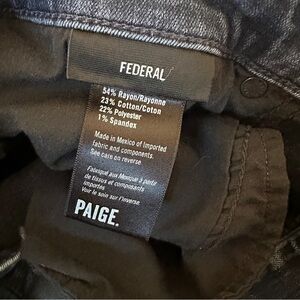 FEDERAL
54% Rayon/Rayonne
23% Cotton/Coton
22% Polyester
1% Spandex
Made in Mexico of imported
fabric and components.
See care on reverse
Fabriqué aux Mexique à partir
de tissus et composants
importés
Voir le soin sur l'inverse.
PAIGE.